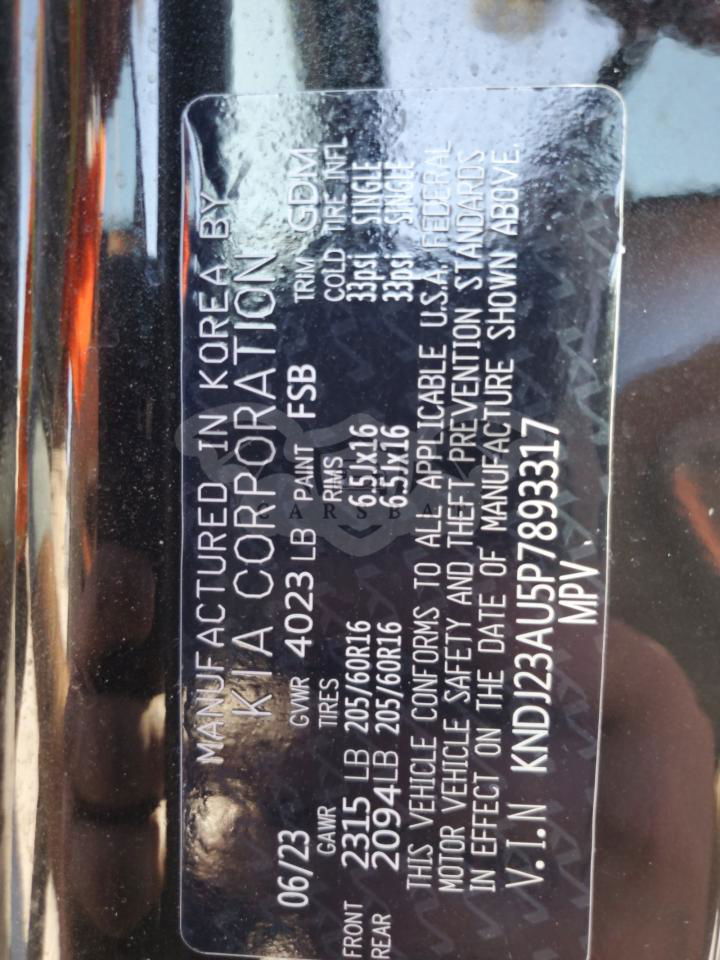 MANUFACTURED IN KOREA BY
KIA CORPORATION
06/23 GVWR 4023 LB PAINT FSB TRIM GDM
GAWR TIRES RIMS COLD TIRE INFL
FRONT 2315 LB 205/60R16 6.5Jx16 33psi SINGLE
REAR 2094LB 205/60R16 6.5Jx16 33psi SINGLE
THIS VEHICLE CONFORMS TO ALL APPLICABLE U.S.A. FEDERAL
MOTOR VEHICLE SAFETY AND THEFT PREVENTION STANDARDS
IN EFFECT ON THE DATE OF MANUFACTURE SHOWN ABOVE.
V.I.N KNDJ23AU5P7893317
MPV